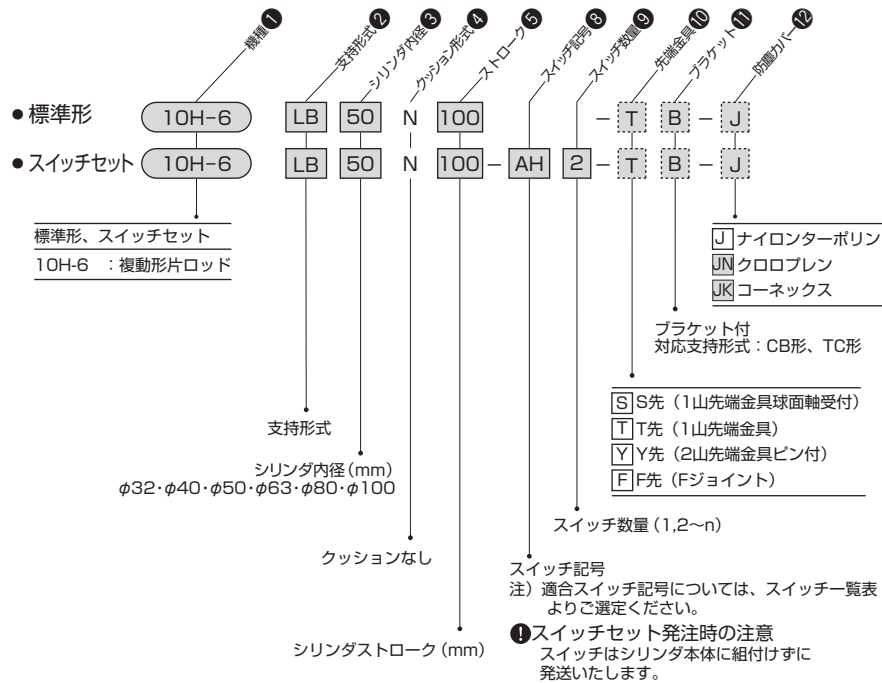 機種❶
支持形式❷
シリンダ内径❸
クッション形式❹
ストローク❺
スイッチ記号❽
スイッチ数量❾
先端金具❿
ブラケット⓫
防塵カバー⓬
● 標準形 10H-6 LB 50 N 100 - T B - J
● スイッチセット 10H-6 LB 50 N 100 - AH 2 - T B - J
標準形、スイッチセット
10H-6 :複動形片ロッド
J ナイロンターポリン
JN クロロプレン
JK コーネックス
ブラケット付
対応支持形式:CB形、TC形
S S先(1山先端金具球面軸受付)
T T先(1山先端金具)
Y Y先(2山先端金具ピン付)
F F先(Fジョイント)
支持形式
シリンダ内径(mm)
φ32・φ40・φ50・φ63・φ80・φ100
スイッチ数量(1,2~n)
クッションなし
スイッチ記号
注)適合スイッチ記号については、スイッチ一覧表
よりご選定ください。
シリンダストローク(mm)
!スイッチセット発注時の注意
スイッチはシリンダ本体に組付けずに
発送いたします。